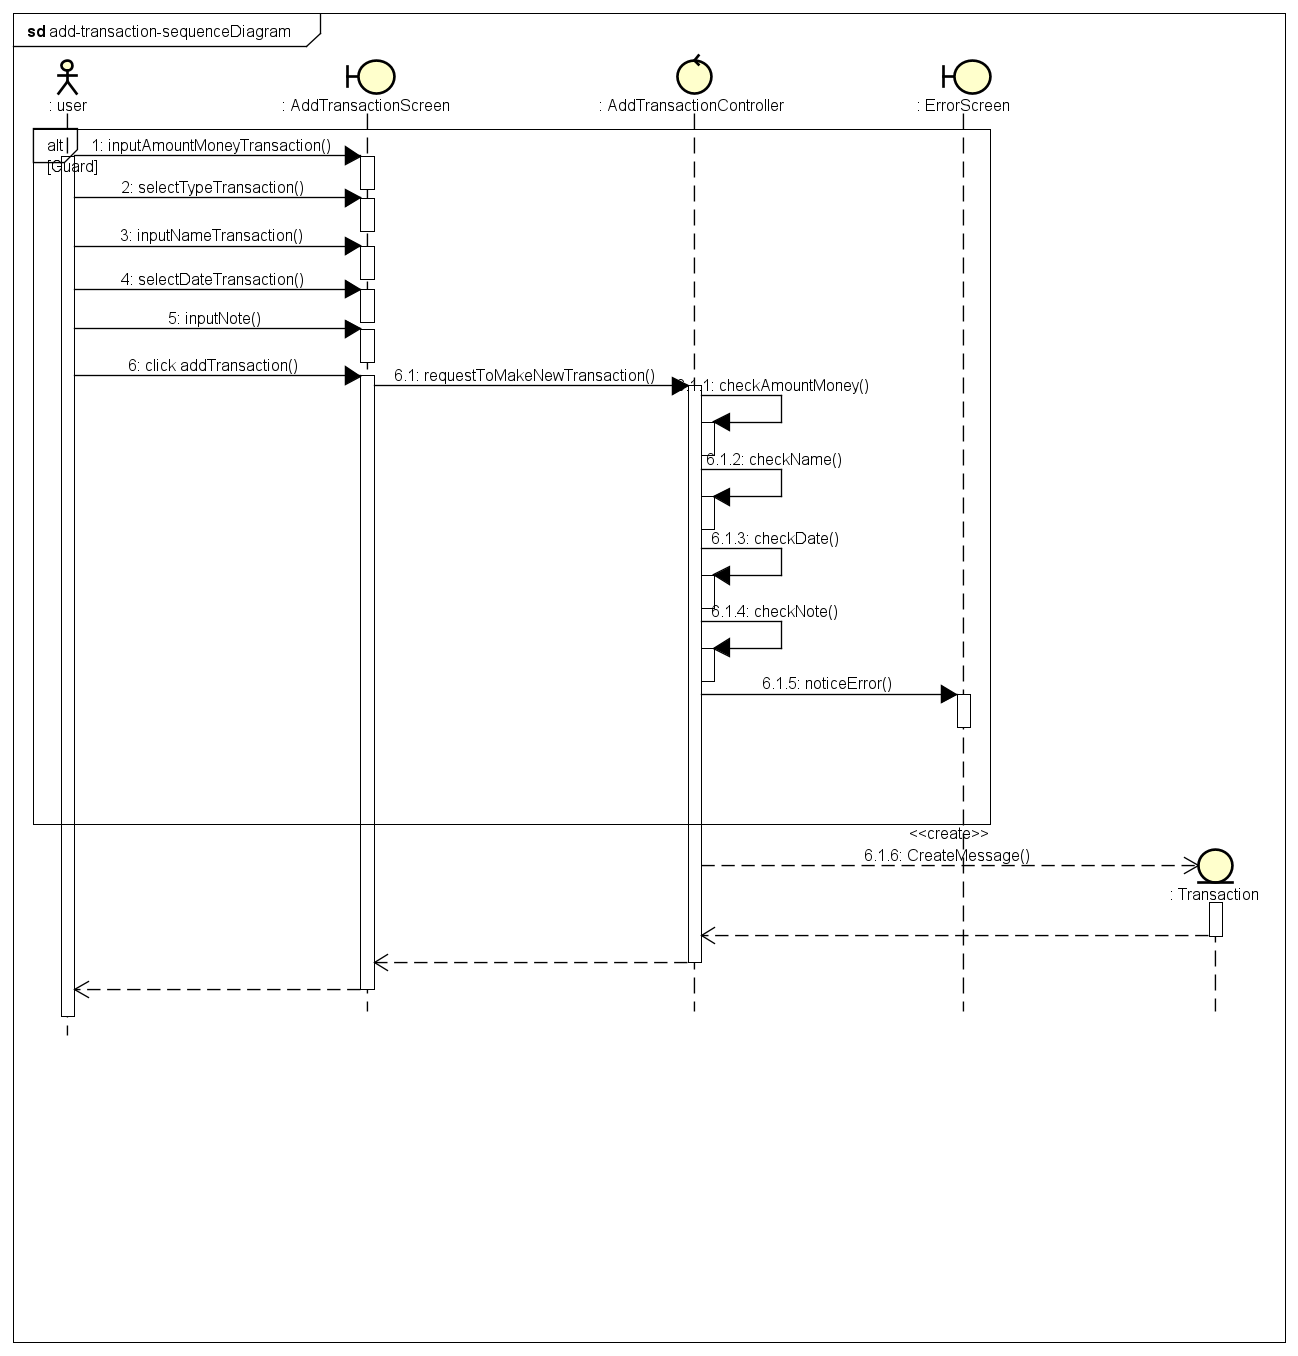 sd add-transaction-sequenceDiagram
: user
: AddTransactionScreen
: AddTransactionController
: ErrorScreen
alt
[Guard]
1: inputAmountMoneyTransaction()
2: selectTypeTransaction()
3: inputNameTransaction()
4: selectDateTransaction()
5: inputNote()
6: click addTransaction()
6.1: requestToMakeNewTransaction()
6.1.1: checkAmountMoney()
6.1.2: checkName()
6.1.3: checkDate()
6.1.4: checkNote()
6.1.5: noticeError()
<<create>>
6.1.6: CreateMessage()
: Transaction